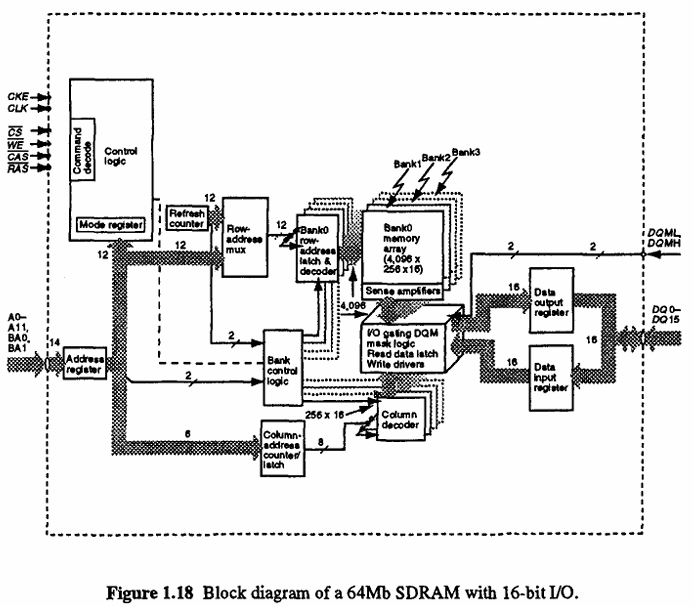 CKE
CLK
CS
WE
CAS
RAS
Command
decode
Control
logic
Mode register
Refresh
counter
12
12
12
Row-
address
mux
12
Bank0
row-
address
latch &
decoder
Bank1
Bank2
Bank3
Bank0
memory
array
(4,096 x
256 x16)
Sense amplifiers
4,096
2
2
DQML,
DQMH
16
Data
output
register
16
16
Data
input
register
16
DQ0–
DQ15
A0–
A11,
BA0,
BA1
14
Address
register
2
2
Bank
control
logic
I/O gating DQM
mask logic
Read data latch
Write drivers
256 x 16
Column
decoder
6
Column-
address
counter/
latch
8
Figure 1.18 Block diagram of a 64Mb SDRAM with 16-bit I/O.